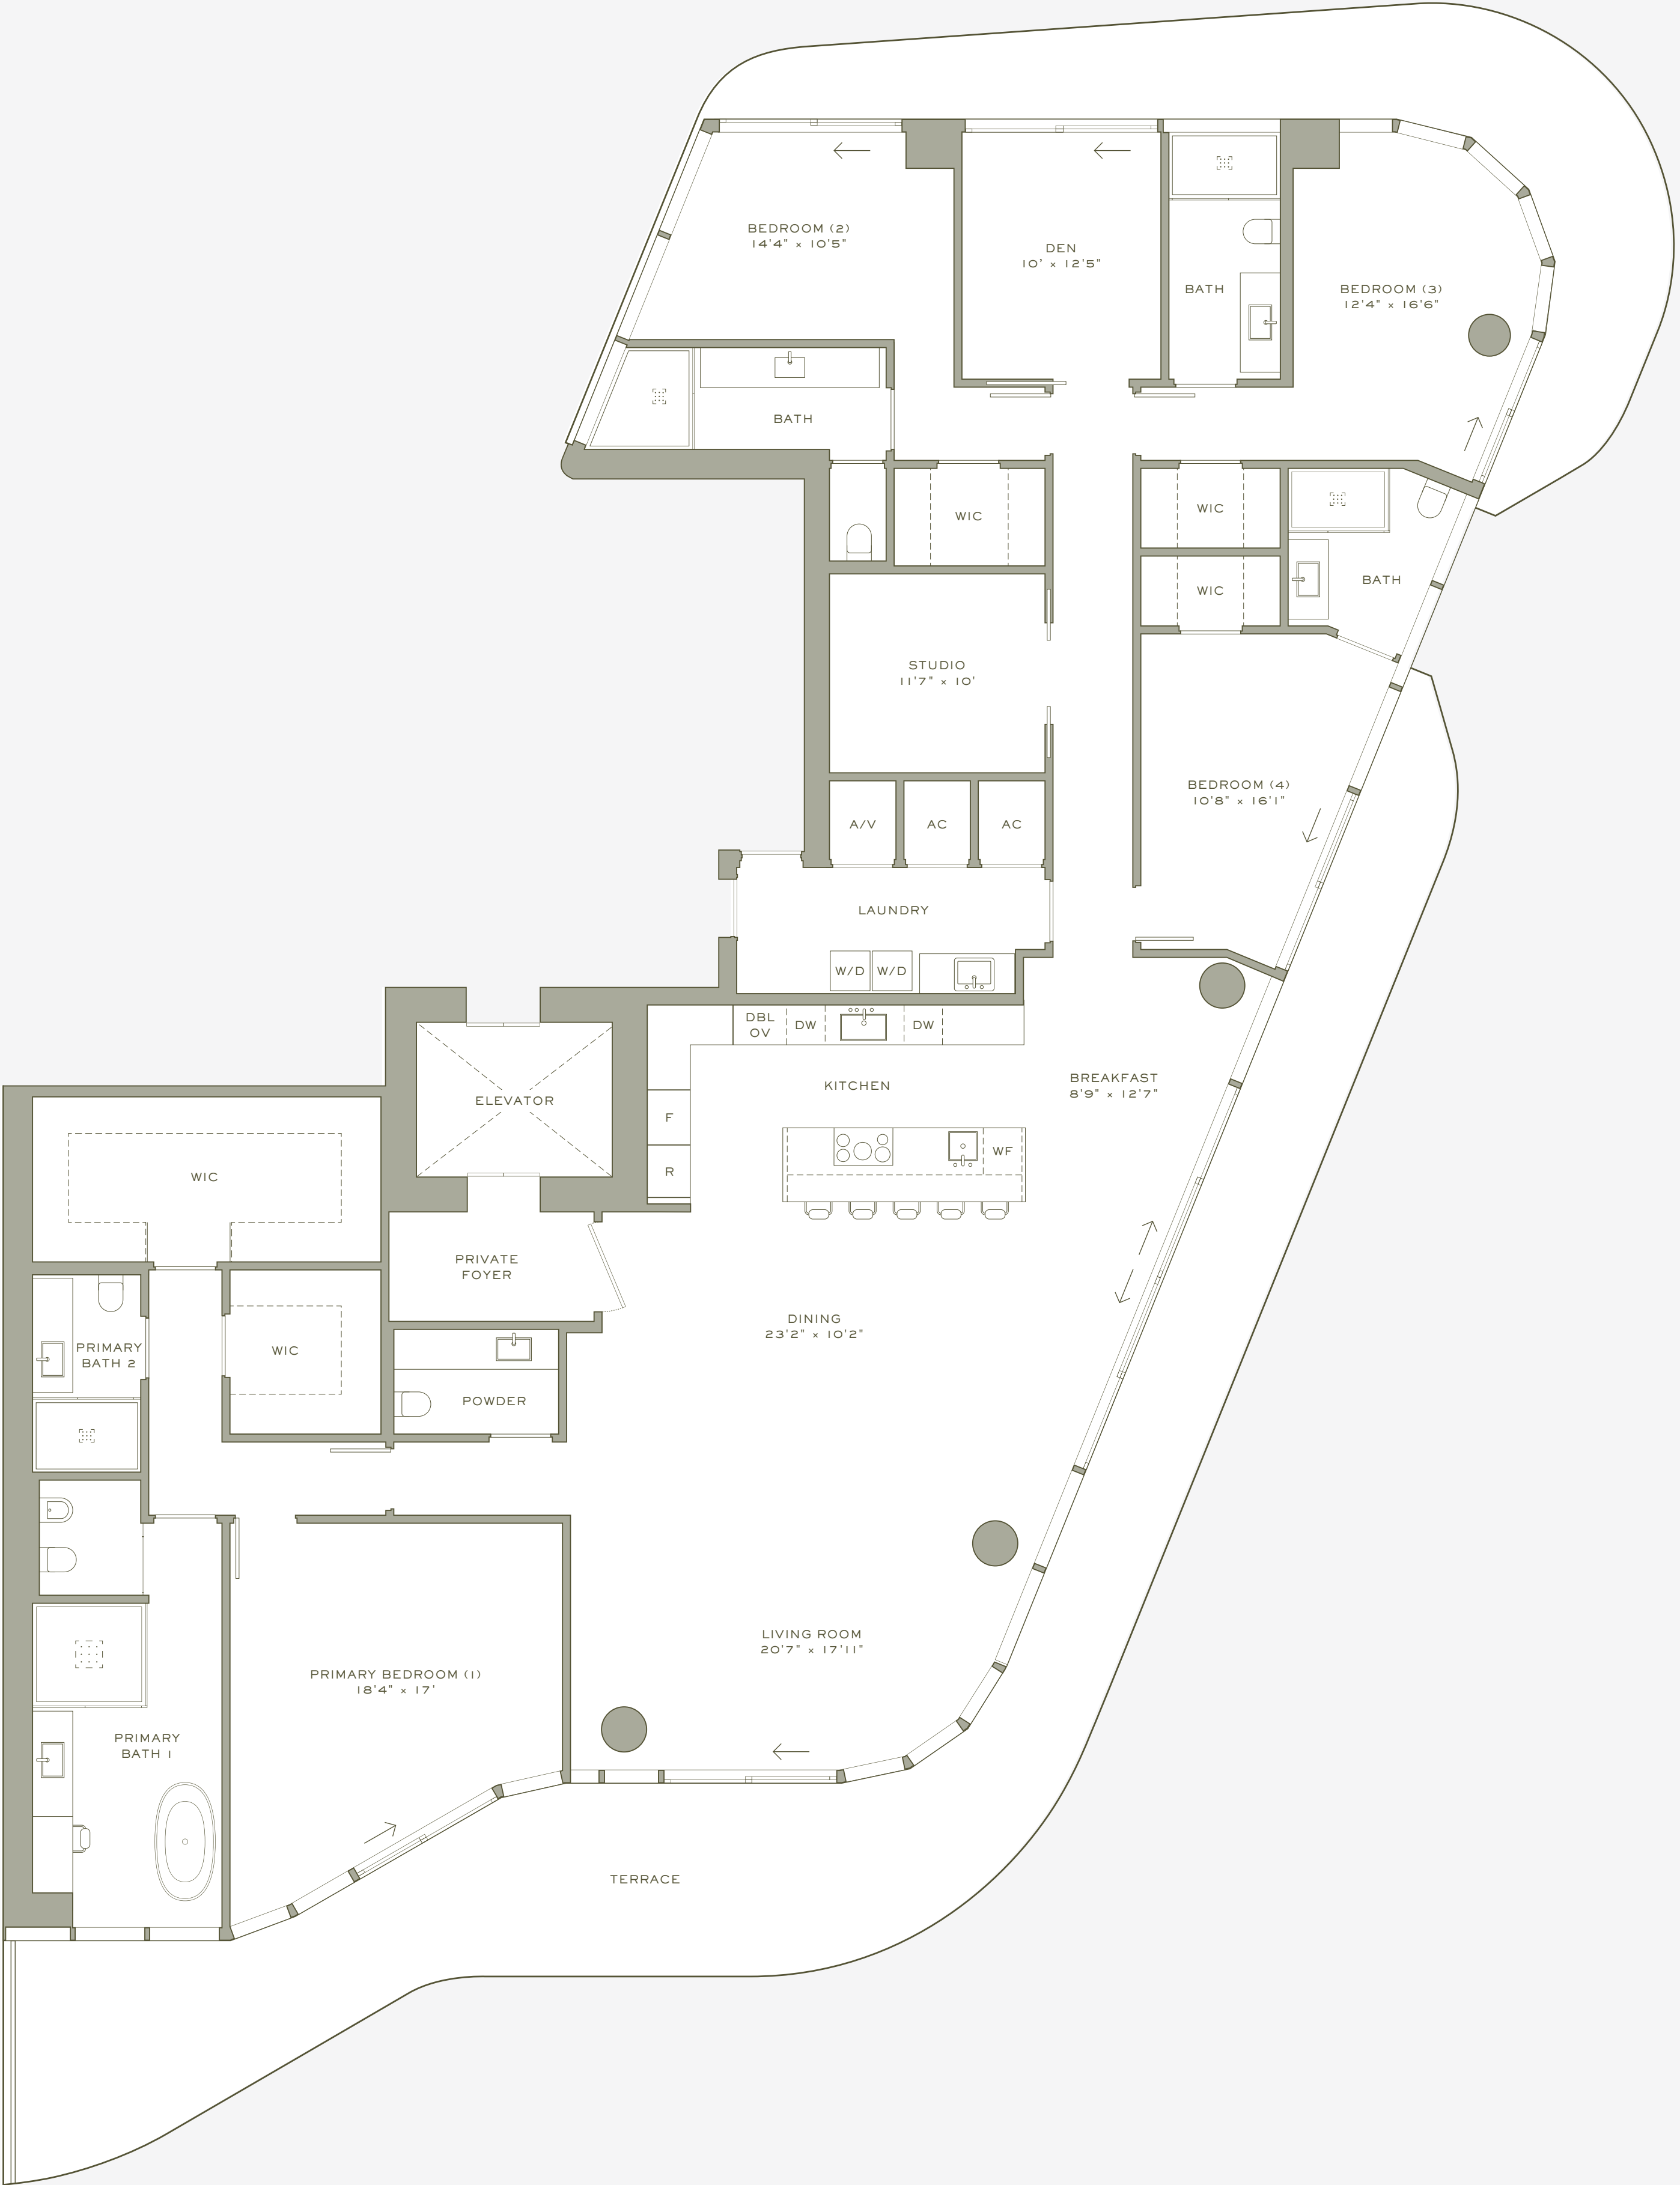 BEDROOM (2)
14'4" × 10'5"
DEN
10' × 12'5"
BATH
BEDROOM (3)
12'4" × 16'6"
BATH
WIC
WIC
WIC
BATH
STUDIO
11'7" × 10'
BEDROOM (4)
10'8" × 16'1"
A/V
AC
AC
LAUNDRY
W/D
W/D
DBL
OV
DW
DW
KITCHEN
BREAKFAST
8'9" × 12'7"
ELEVATOR
F
R
WF
WIC
PRIVATE
FOYER
DINING
23'2" × 10'2"
PRIMARY
BATH 2
WIC
POWDER
LIVING ROOM
20'7" × 17'11"
PRIMARY BEDROOM (1)
18'4" × 17'
PRIMARY
BATH 1
TERRACE